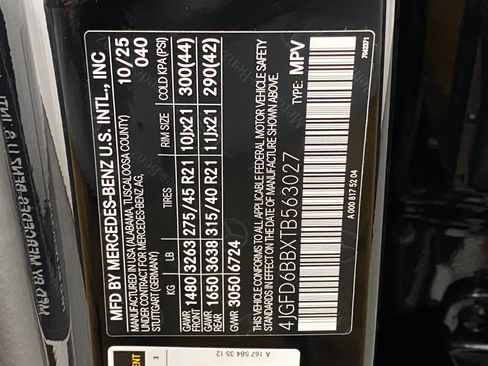 MFD BY MERCEDES-BENZ U.S. INTL., INC
MANUFACTURED IN USA (ALABAMA, TUSCALOOSA COUNTY)
UNDER CONTRACT FOR MERCEDES-BENZ AG,
STUTTGART (GERMANY)
10/25
040
KG LB TIRES RIM SIZE COLD KPA (PSI)
GAWR FRONT 1480 3263 275/45 R21 10Jx21 300(44)
GAWR REAR 1650 3638 315/40 R21 11Jx21 290(42)
GWVR 3050 6724
THIS VEHICLE CONFORMS TO ALL APPLICABLE FEDERAL MOTOR VEHICLE SAFETY
STANDARDS IN EFFECT ON THE DATE OF MANUFACTURE SHOWN ABOVE.
4JGFD6BBXTB563027 TYPE: MPV
A 000 817 52 04
A 167 584 35 12
3